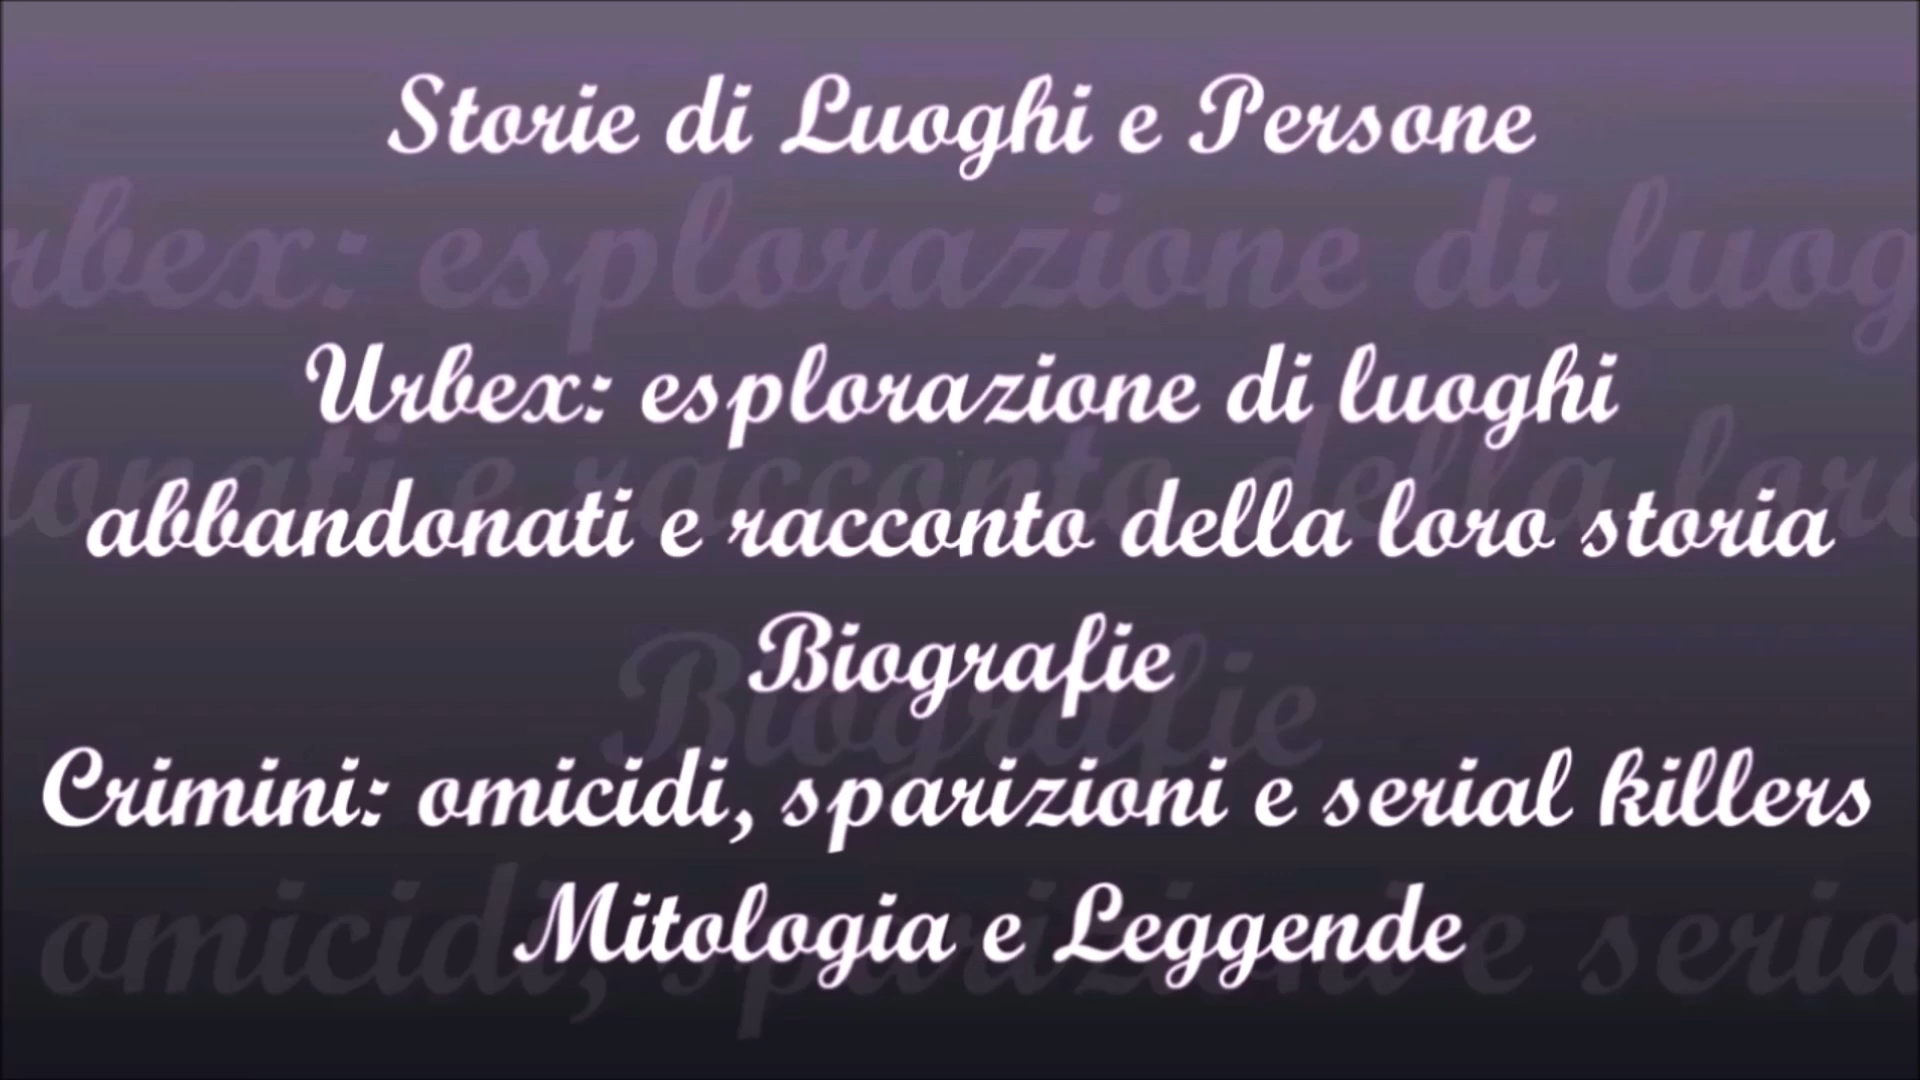 Storie di Luoghi e Persone
Urbex: esplorazione di luoghi
abbandonati e racconto della loro storia
Biografie
Crimini: omicidi, sparizioni e serial killers
Mitologia e Leggende